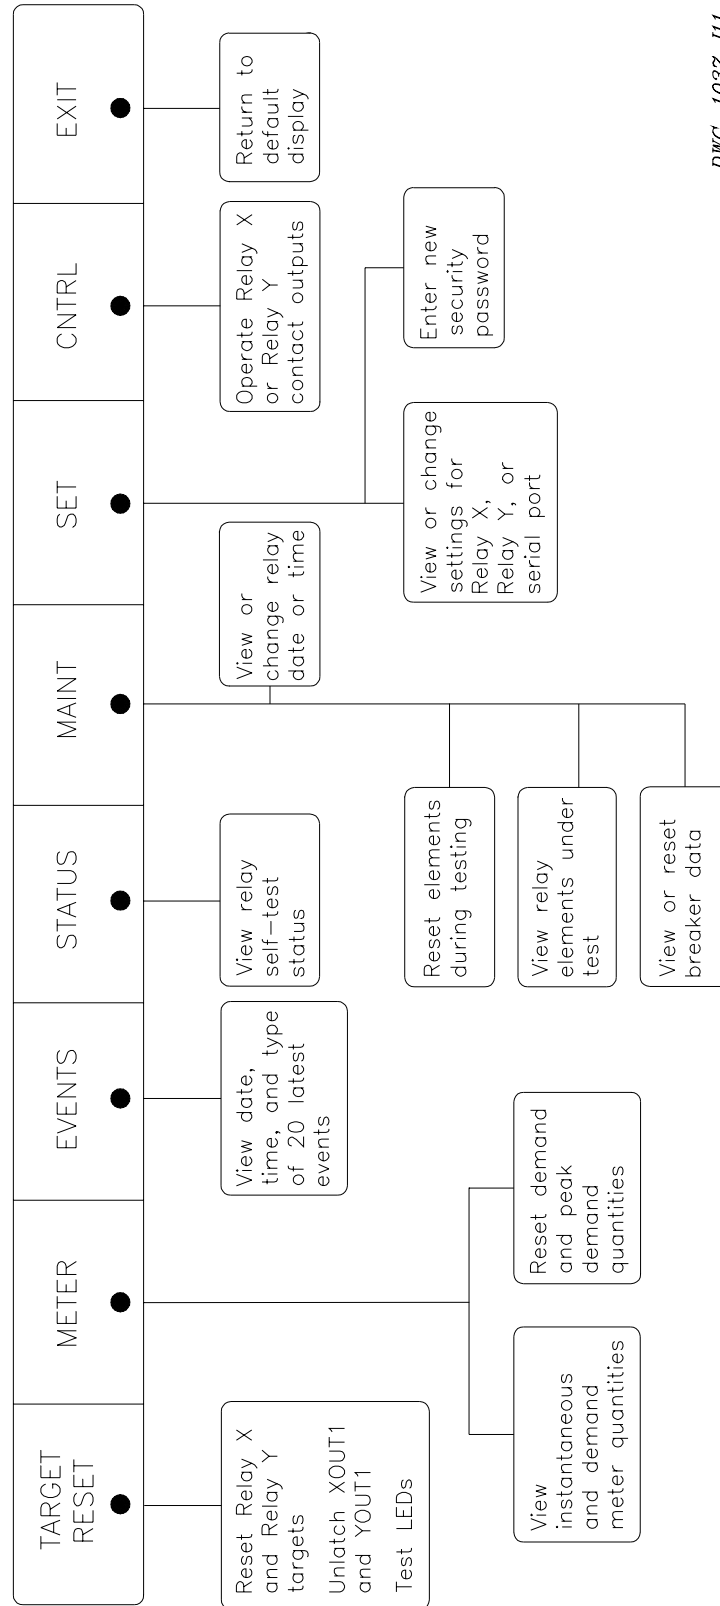 TARGET
RESET
METER
EVENTS
STATUS
MAINT
SET
CNTRL
EXIT
Reset Relay X
and Relay Y
targets
Unlatch XOUT1
and YOUT1
Test LEDs
View
instantaneous
and demand
meter quantities
Reset demand
and peak
demand
quantities
View date,
time, and type
of 20 latest
events
View relay
self-test
status
View or
change relay
date or time
Reset elements
during testing
View relay
elements under
test
View or reset
breaker data
View or change
settings for
Relay X,
Relay Y, or
serial port
Enter new
security
password
Operate Relay X
or Relay Y
contact outputs
Return to
default
display